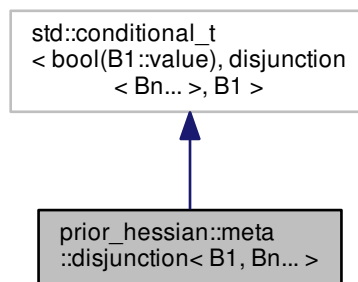 std::conditional_t
< bool(B1::value), disjunction
< Bn... >, B1 >
prior_hessian::meta
::disjunction< B1, Bn... >